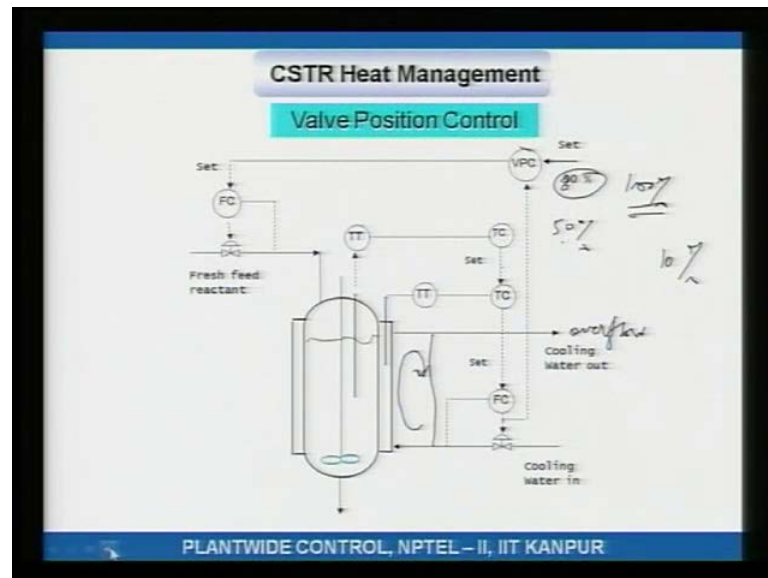 CSTR Heat Management
Valve Position Control
Set
VPC
Set
80%
100%
FC
50%
TT
TC
10%
Fresh feed
reactant
Set
TT
TC
overflow
Cooling
Water out
Set
FC
Cooling
Water in
PLANTWIDE CONTROL, NPTEL – II, IIT KANPUR